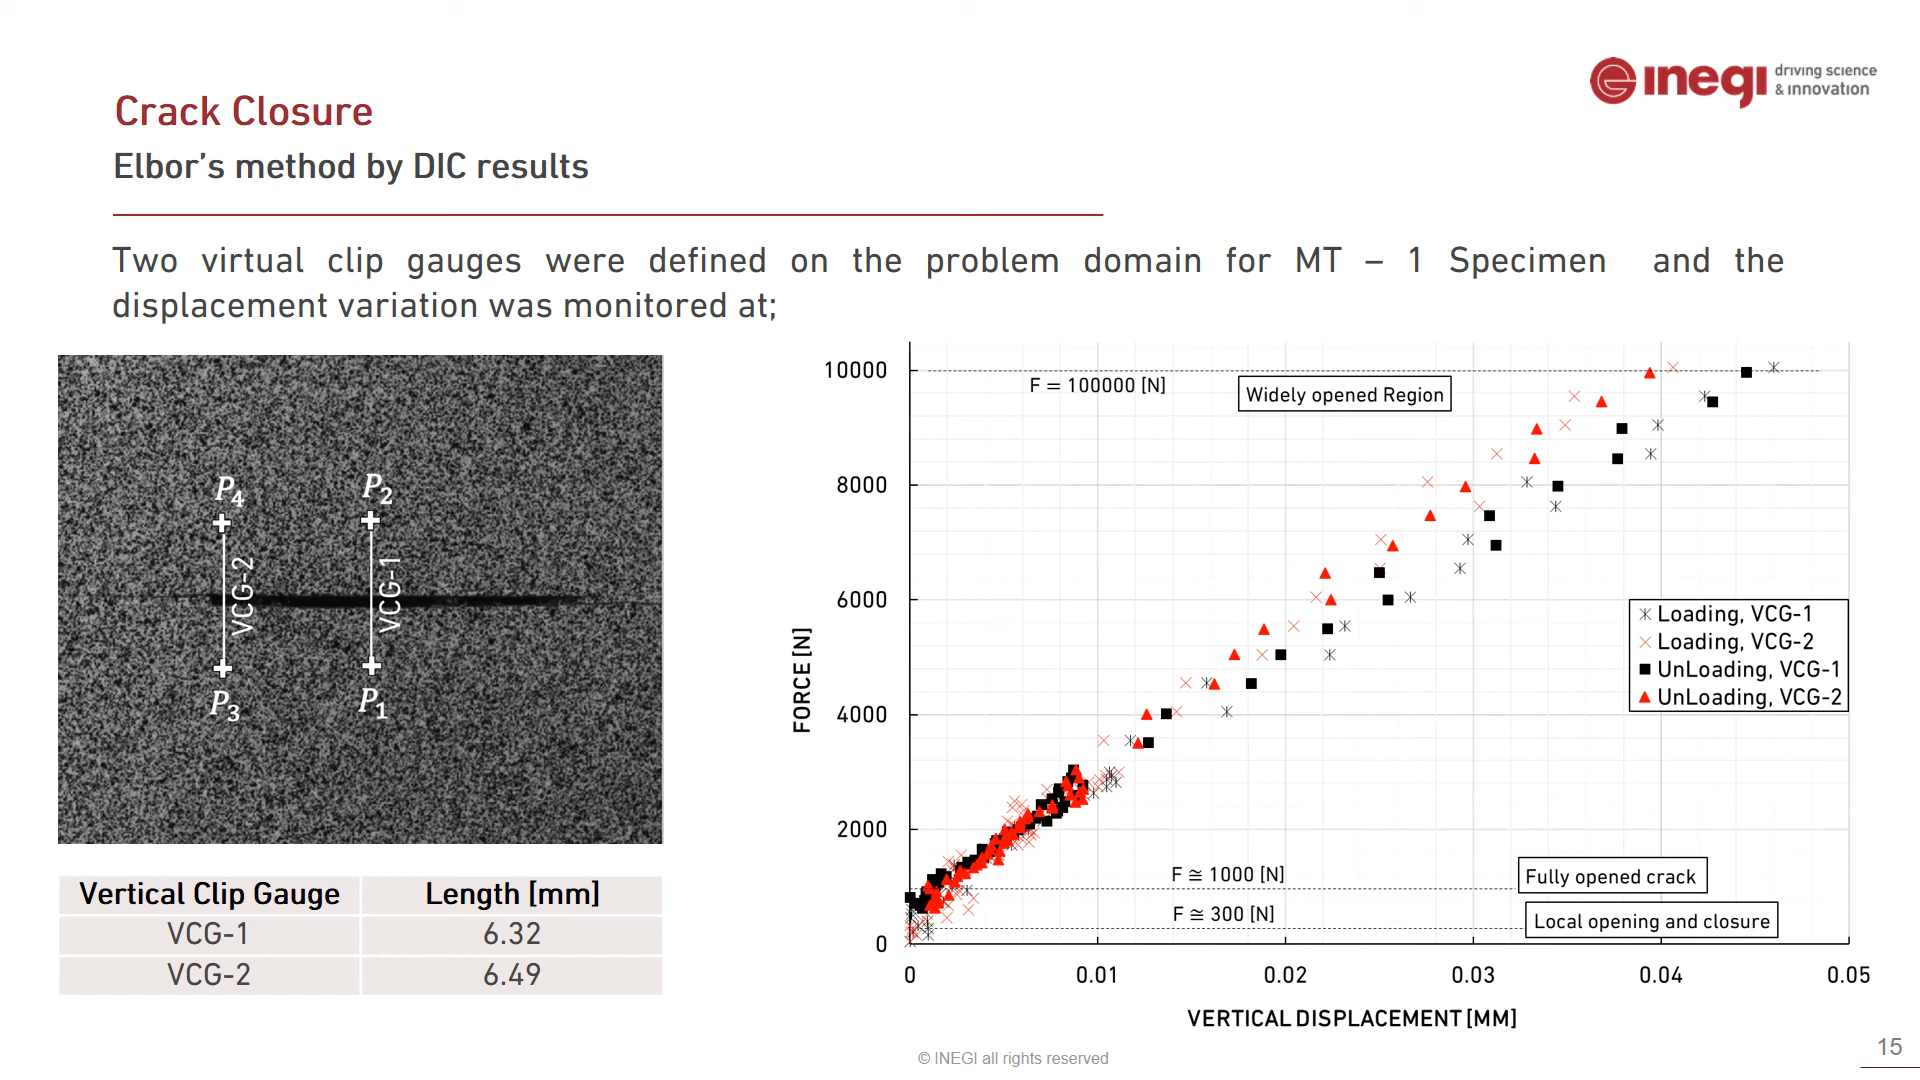 inegi driving science
& innovation
Crack Closure
Elbor's method by DIC results
Two virtual clip gauges were defined on the problem domain for MT – 1 Specimen and the
displacement variation was monitored at;
P4
P2
VCG-2
VCG-1
P3
P1
Vertical Clip Gauge Length [mm]
VCG-1 6.32
VCG-2 6.49
FORCE [N]
10000
8000
6000
4000
2000
0
F = 100000 [N]
Widely opened Region
Loading, VCG-1
Loading, VCG-2
UnLoading, VCG-1
UnLoading, VCG-2
F ≅ 1000 [N]
Fully opened crack
F ≅ 300 [N]
Local opening and closure
0 0.01 0.02 0.03 0.04 0.05
VERTICAL DISPLACEMENT [MM]
© INEGI all rights reserved
15